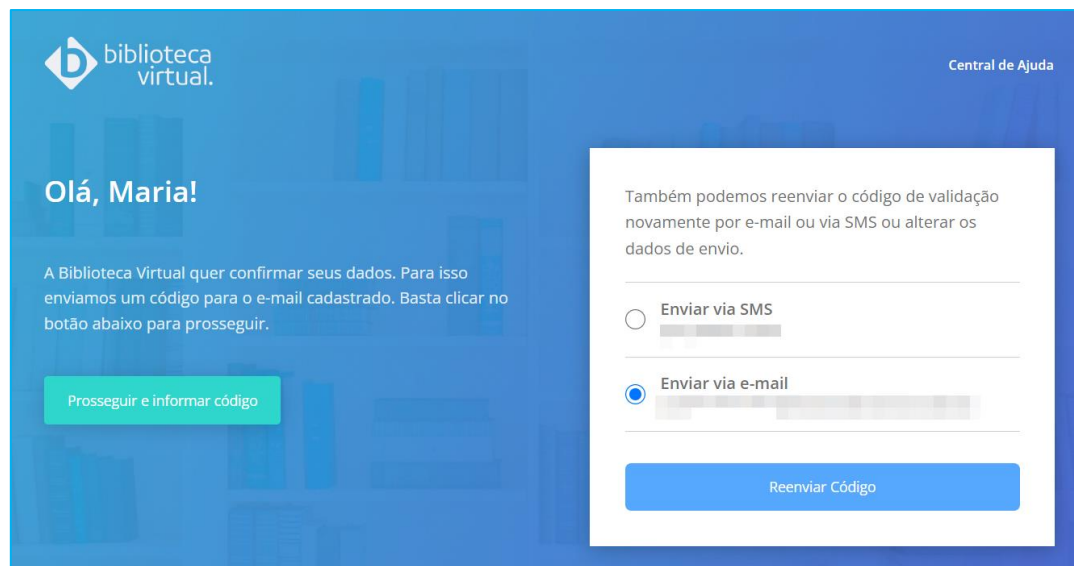 biblioteca
virtual.
Central de Ajuda
Olá, Maria!
A Biblioteca Virtual quer confirmar seus dados. Para isso
enviamos um código para o e-mail cadastrado. Basta clicar no
botão abaixo para prosseguir.
Prosseguir e informar código
Também podemos reenviar o código de validação
novamente por e-mail ou via SMS ou alterar os
dados de envio.
Enviar via SMS
Enviar via e-mail
Reenviar Código